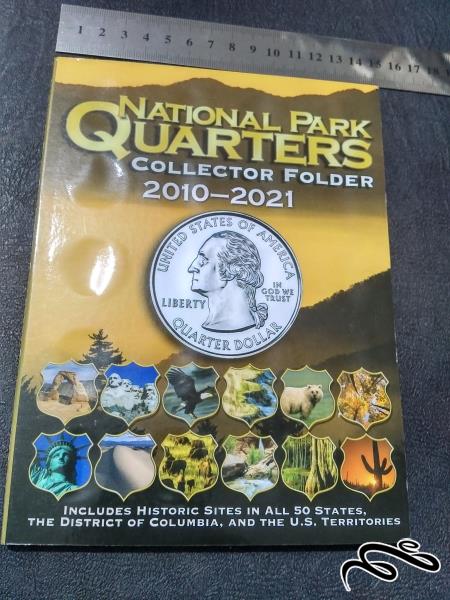 1 2 3 4 5 6 7 8 9 10 11 12 13 14 15 16 17 18
NATIONAL PARK
QUARTERS
COLLECTOR FOLDER
2010–2021
UNITED STATES OF AMERICA
LIBERTY
IN
GOD WE
TRUST
QUARTER DOLLAR
INCLUDES HISTORIC SITES IN ALL 50 STATES,
THE DISTRICT OF COLUMBIA, AND THE U.S. TERRITORIES